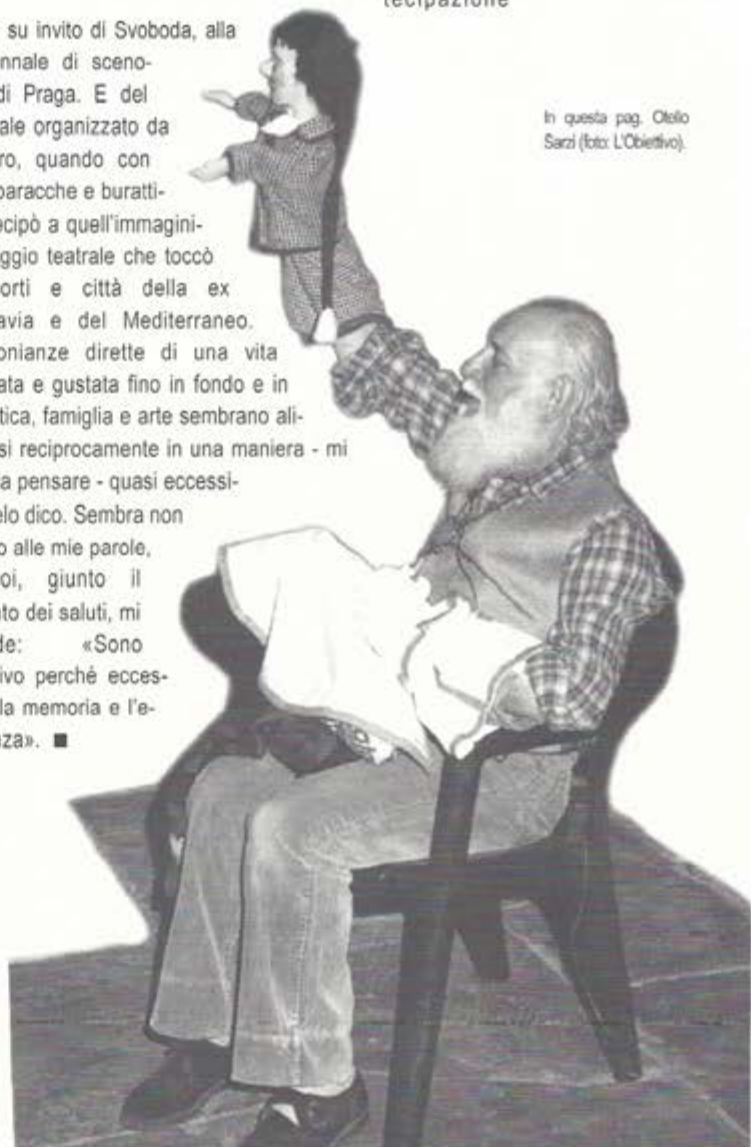 tecipazione
su invito di Svoboda, alla
nnale di sceno-
di Praga. E del
ale organizzato da
ro, quando con
baracche e buratti-
ecipò a quell'immagini-
ggio teatrale che toccò
orti e città della ex
avia e del Mediterraneo.
onianze dirette di una vita
ata e gustata fino in fondo e in
tica, famiglia e arte sembrano ali-
si reciprocamente in una maniera - mi
a pensare - quasi eccessi-
elo dico. Sembra non
o alle mie parole,
oi, giunto il
to dei saluti, mi
de: «Sono
ivo perché ecces-
la memoria e l'e-
nza». ■
In questa pag. Otello
Sarzi (foto: L'Obiettivo).